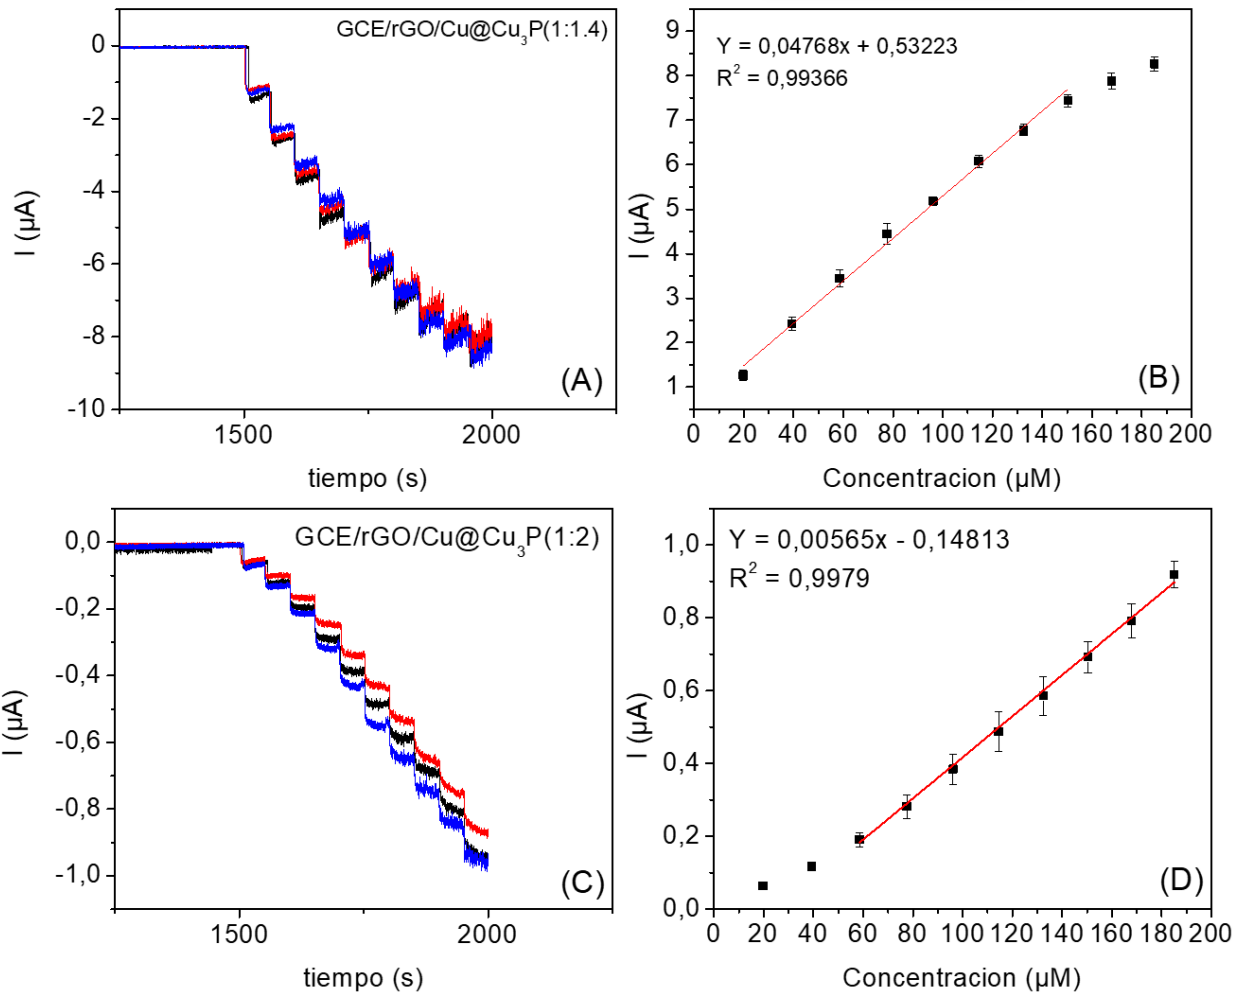 GCE/rGO/Cu@Cu3P(1:1.4)
0
-2
-4
-6
-8
-10
I (µA)
1500
2000
tiempo (s)
(A)
Y = 0,04768x + 0,53223
R2 = 0,99366
9
8
7
6
5
4
3
2
1
I (µA)
0 20 40 60 80 100 120 140 160 180 200
Concentracion (µM)
(B)
GCE/rGO/Cu@Cu3P(1:2)
0,0
-0,2
-0,4
-0,6
-0,8
-1,0
I (µA)
1500
2000
tiempo (s)
(C)
Y = 0,00565x - 0,14813
R2 = 0,9979
1,0
0,8
0,6
0,4
0,2
0,0
I (µA)
0 20 40 60 80 100 120 140 160 180 200
Concentracion (µM)
(D)